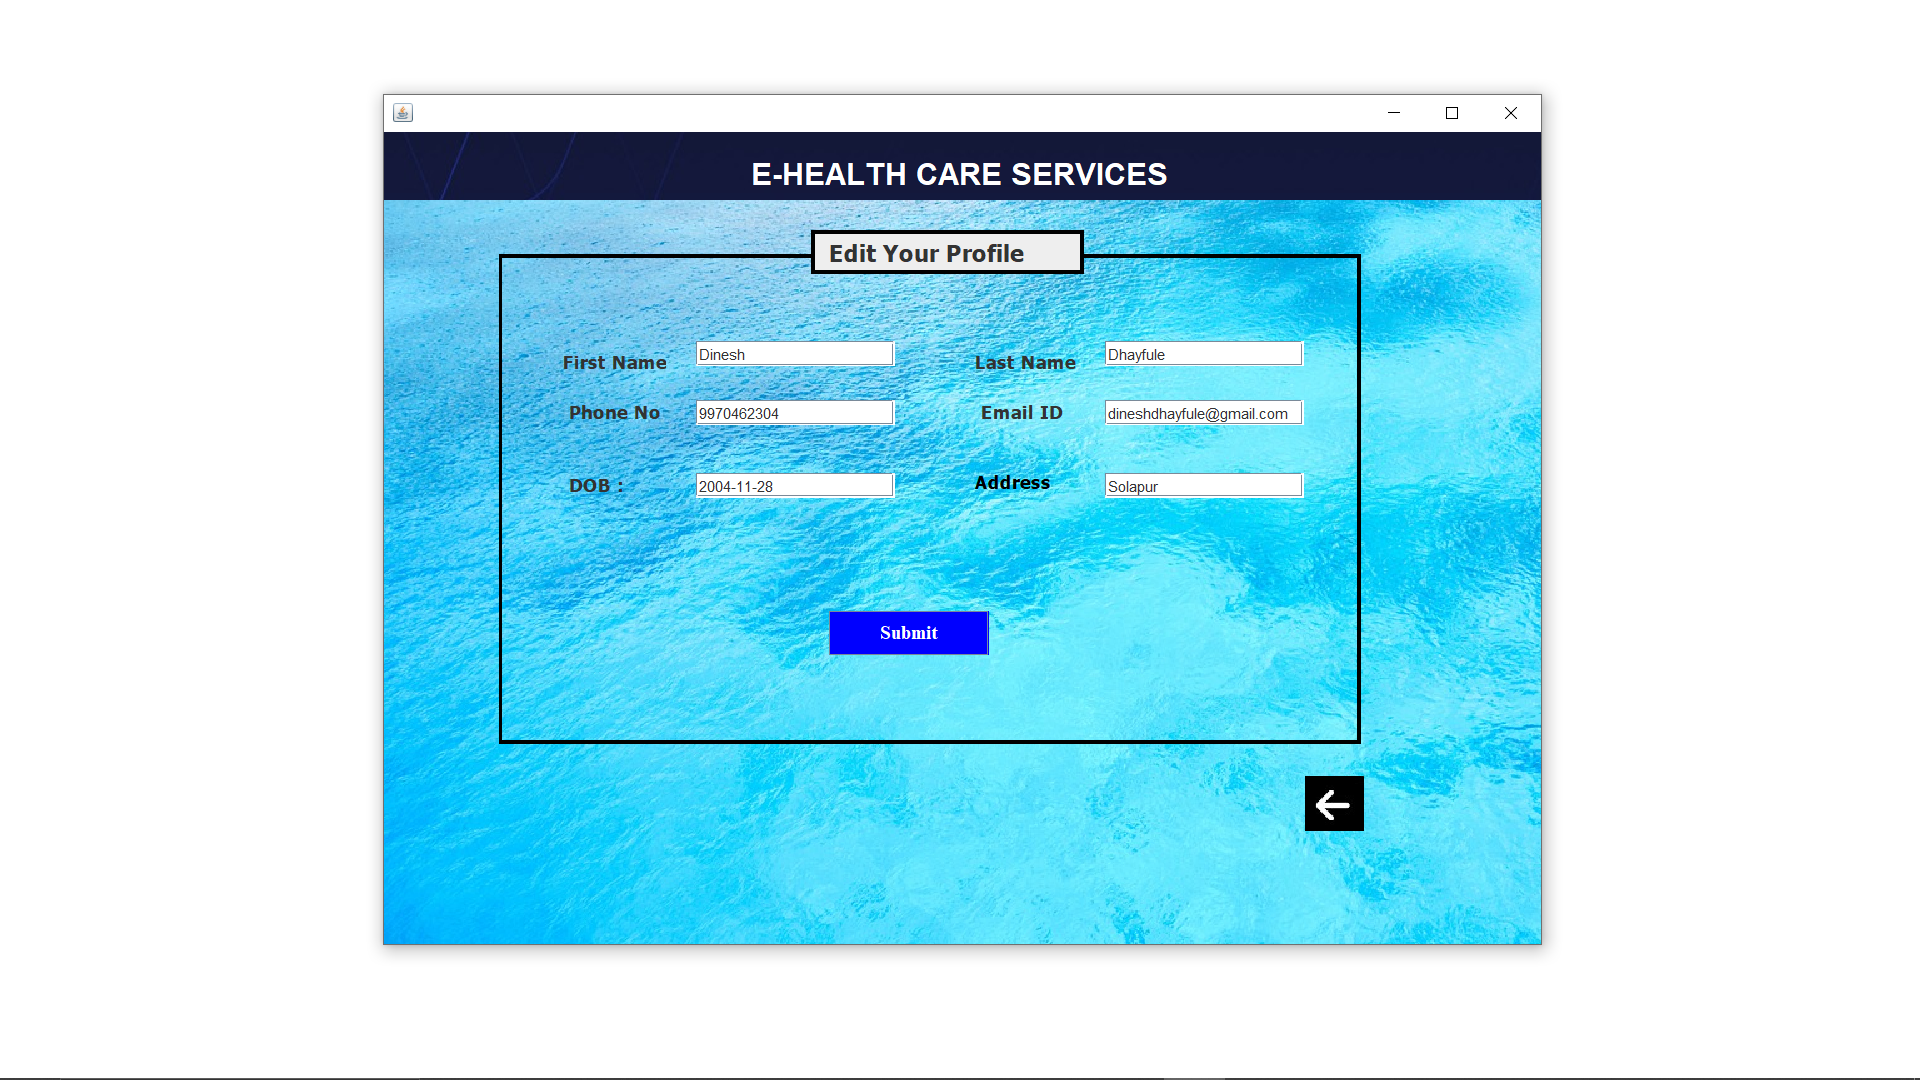 E-HEALTH CARE SERVICES
Edit Your Profile
First Name Dinesh Last Name Dhayfule
Phone No 9970462304 Email ID dineshdhayfule@gmail.com
DOB : 2004-11-28 Address Solapur
Submit